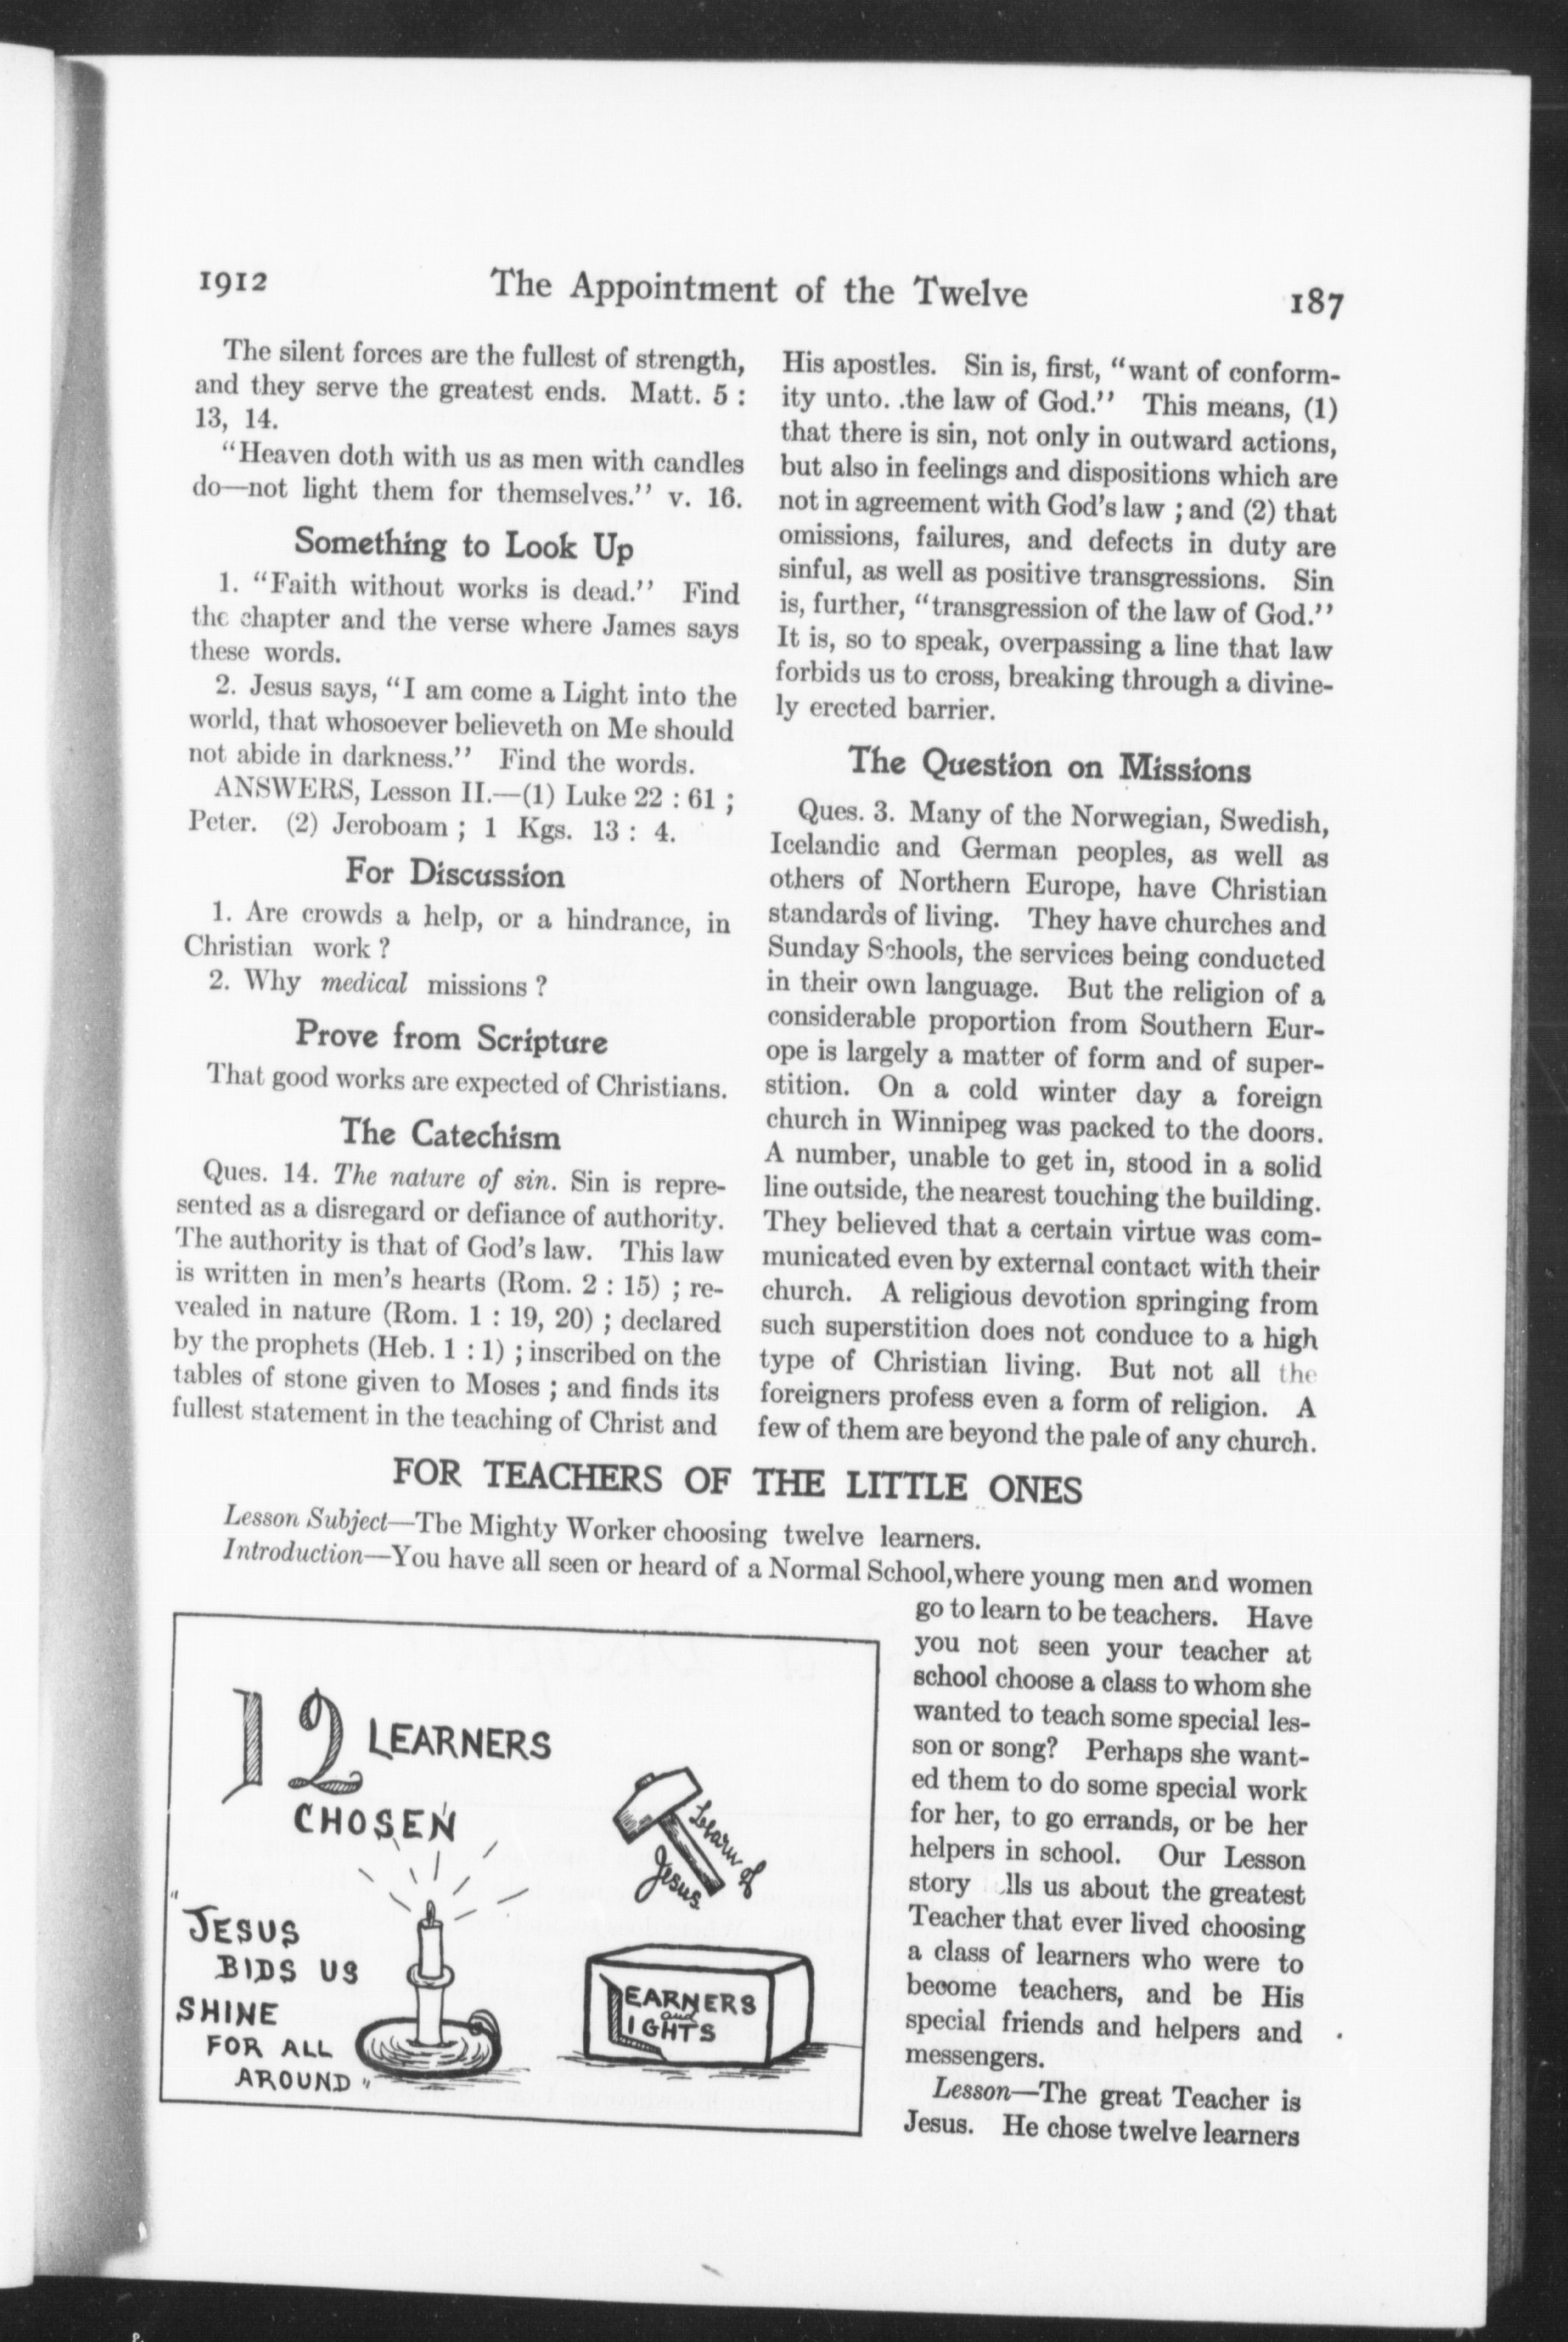 1912
The Appointment of the Twelve
187
The silent forces are the fullest of strength,
and they serve the greatest ends. Matt. 5 :
13, 14.
“Heaven doth with us as men with candles
do—not light them for themselves.” v. 16.
Something to Look Up
1. “Faith without works is dead.” Find
the chapter and the verse where James says
these words.
2. Jesus says, “I am come a Light into the
world, that whosoever believeth on Me should
not abide in darkness.” Find the words.
ANSWERS, Lesson II.—(1) Luke 22 : 61 ;
Peter. (2) Jeroboam ; 1 Kgs. 13 : 4.
For Discussion
1. Are crowds a help, or a hindrance, in
Christian work ?
2. Why medical missions ?
Prove from Scripture
That good works are expected of Christians.
The Catechism
Ques. 14. The nature of sin. Sin is repre-
sented as a disregard or defiance of authority.
The authority is that of God’s law. This law
is written in men’s hearts (Rom. 2 : 15) ; re-
vealed in nature (Rom. 1 : 19, 20) ; declared
by the prophets (Heb. 1 : 1) ; inscribed on the
tables of stone given to Moses ; and finds its
fullest statement in the teaching of Christ and
His apostles. Sin is, first, “want of conform-
ity unto. .the law of God.” This means, (1)
that there is sin, not only in outward actions,
but also in feelings and dispositions which are
not in agreement with God’s law ; and (2) that
omissions, failures, and defects in duty are
sinful, as well as positive transgressions. Sin
is, further, “transgression of the law of God.”
It is, so to speak, overpassing a line that law
forbids us to cross, breaking through a divine-
ly erected barrier.
The Question on Missions
Ques. 3. Many of the Norwegian, Swedish,
Icelandic and German peoples, as well as
others of Northern Europe, have Christian
standards of living. They have churches and
Sunday Schools, the services being conducted
in their own language. But the religion of a
considerable proportion from Southern Eur-
ope is largely a matter of form and of super-
stition. On a cold winter day a foreign
church in Winnipeg was packed to the doors.
A number, unable to get in, stood in a solid
line outside, the nearest touching the building.
They believed that a certain virtue was com-
municated even by external contact with their
church. A religious devotion springing from
such superstition does not conduce to a high
type of Christian living. But not all the
foreigners profess even a form of religion. A
few of them are beyond the pale of any church.
FOR TEACHERS OF THE LITTLE ONES
Lesson Subject—The Mighty Worker choosing twelve learners.
Introduction—You have all seen or heard of a Normal School,where young men and women
go to learn to be teachers. Have
you not seen your teacher at
school choose a class to whom she
wanted to teach some special les-
son or song? Perhaps she want-
ed them to do some special work
for her, to go errands, or be her
helpers in school. Our Lesson
story lls us about the greatest
Teacher that ever lived choosing
a class of learners who were to
become teachers, and be His
special friends and helpers and
messengers.
Lesson—The great Teacher is
Jesus. He chose twelve learners
12 LEARNERS
CHOSEN
Learn of
Jesus
“JESUS
BIDS US
SHINE
FOR ALL
AROUND”
LEARNERS
and
LIGHTS